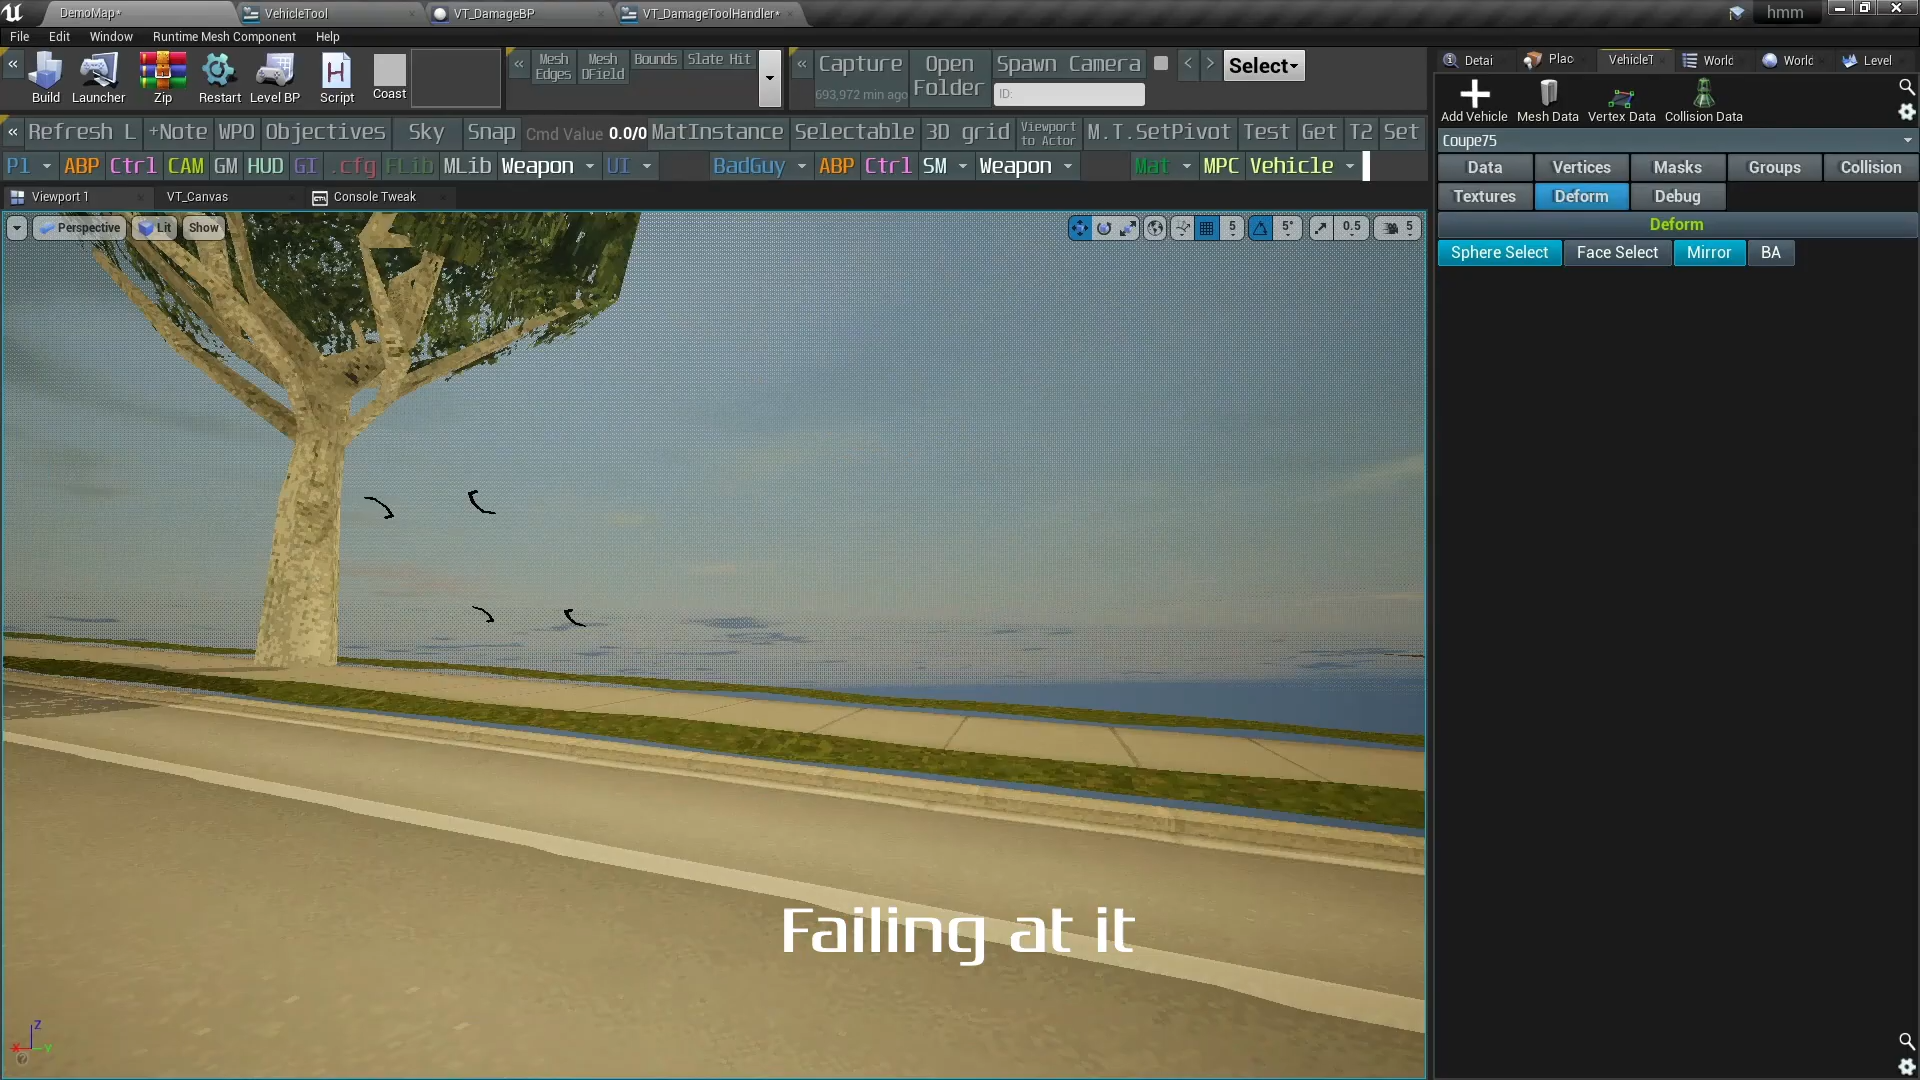 DemoMap*
VehicleTool
VT_DamageBP
VT_DamageToolHandler*
hmm
File Edit Window Runtime Mesh Component Help
Build
Launcher
Zip
Restart
Level BP
Script
Coast
Mesh Edges
Mesh DField
Bounds
Slate Hit
Capture
693,972 min ago
Open Folder
Spawn Camera
ID:
Select
Refresh L +Note WPO Objectives Sky Snap Cmd Value 0.0/0 MatInstance Selectable 3D grid Viewport to Actor M.T.SetPivot Test Get T2 Set
Pl ABP Ctrl CAM GM HUD GI .cfg FLib MLib Weapon UI BadGuy ABP Ctrl SM Weapon Mat MPC Vehicle
Viewport 1
VT_Canvas
Console Tweak
Perspective
Lit
Show
5
5°
0.5
5
Failing at it
Z
X
Y
Detai
Plac
VehicleT
World
World
Level
Add Vehicle
Mesh Data
Vertex Data
Collision Data
Coupe75
Data
Vertices
Masks
Groups
Collision
Textures
Deform
Debug
Deform
Sphere Select
Face Select
Mirror
BA